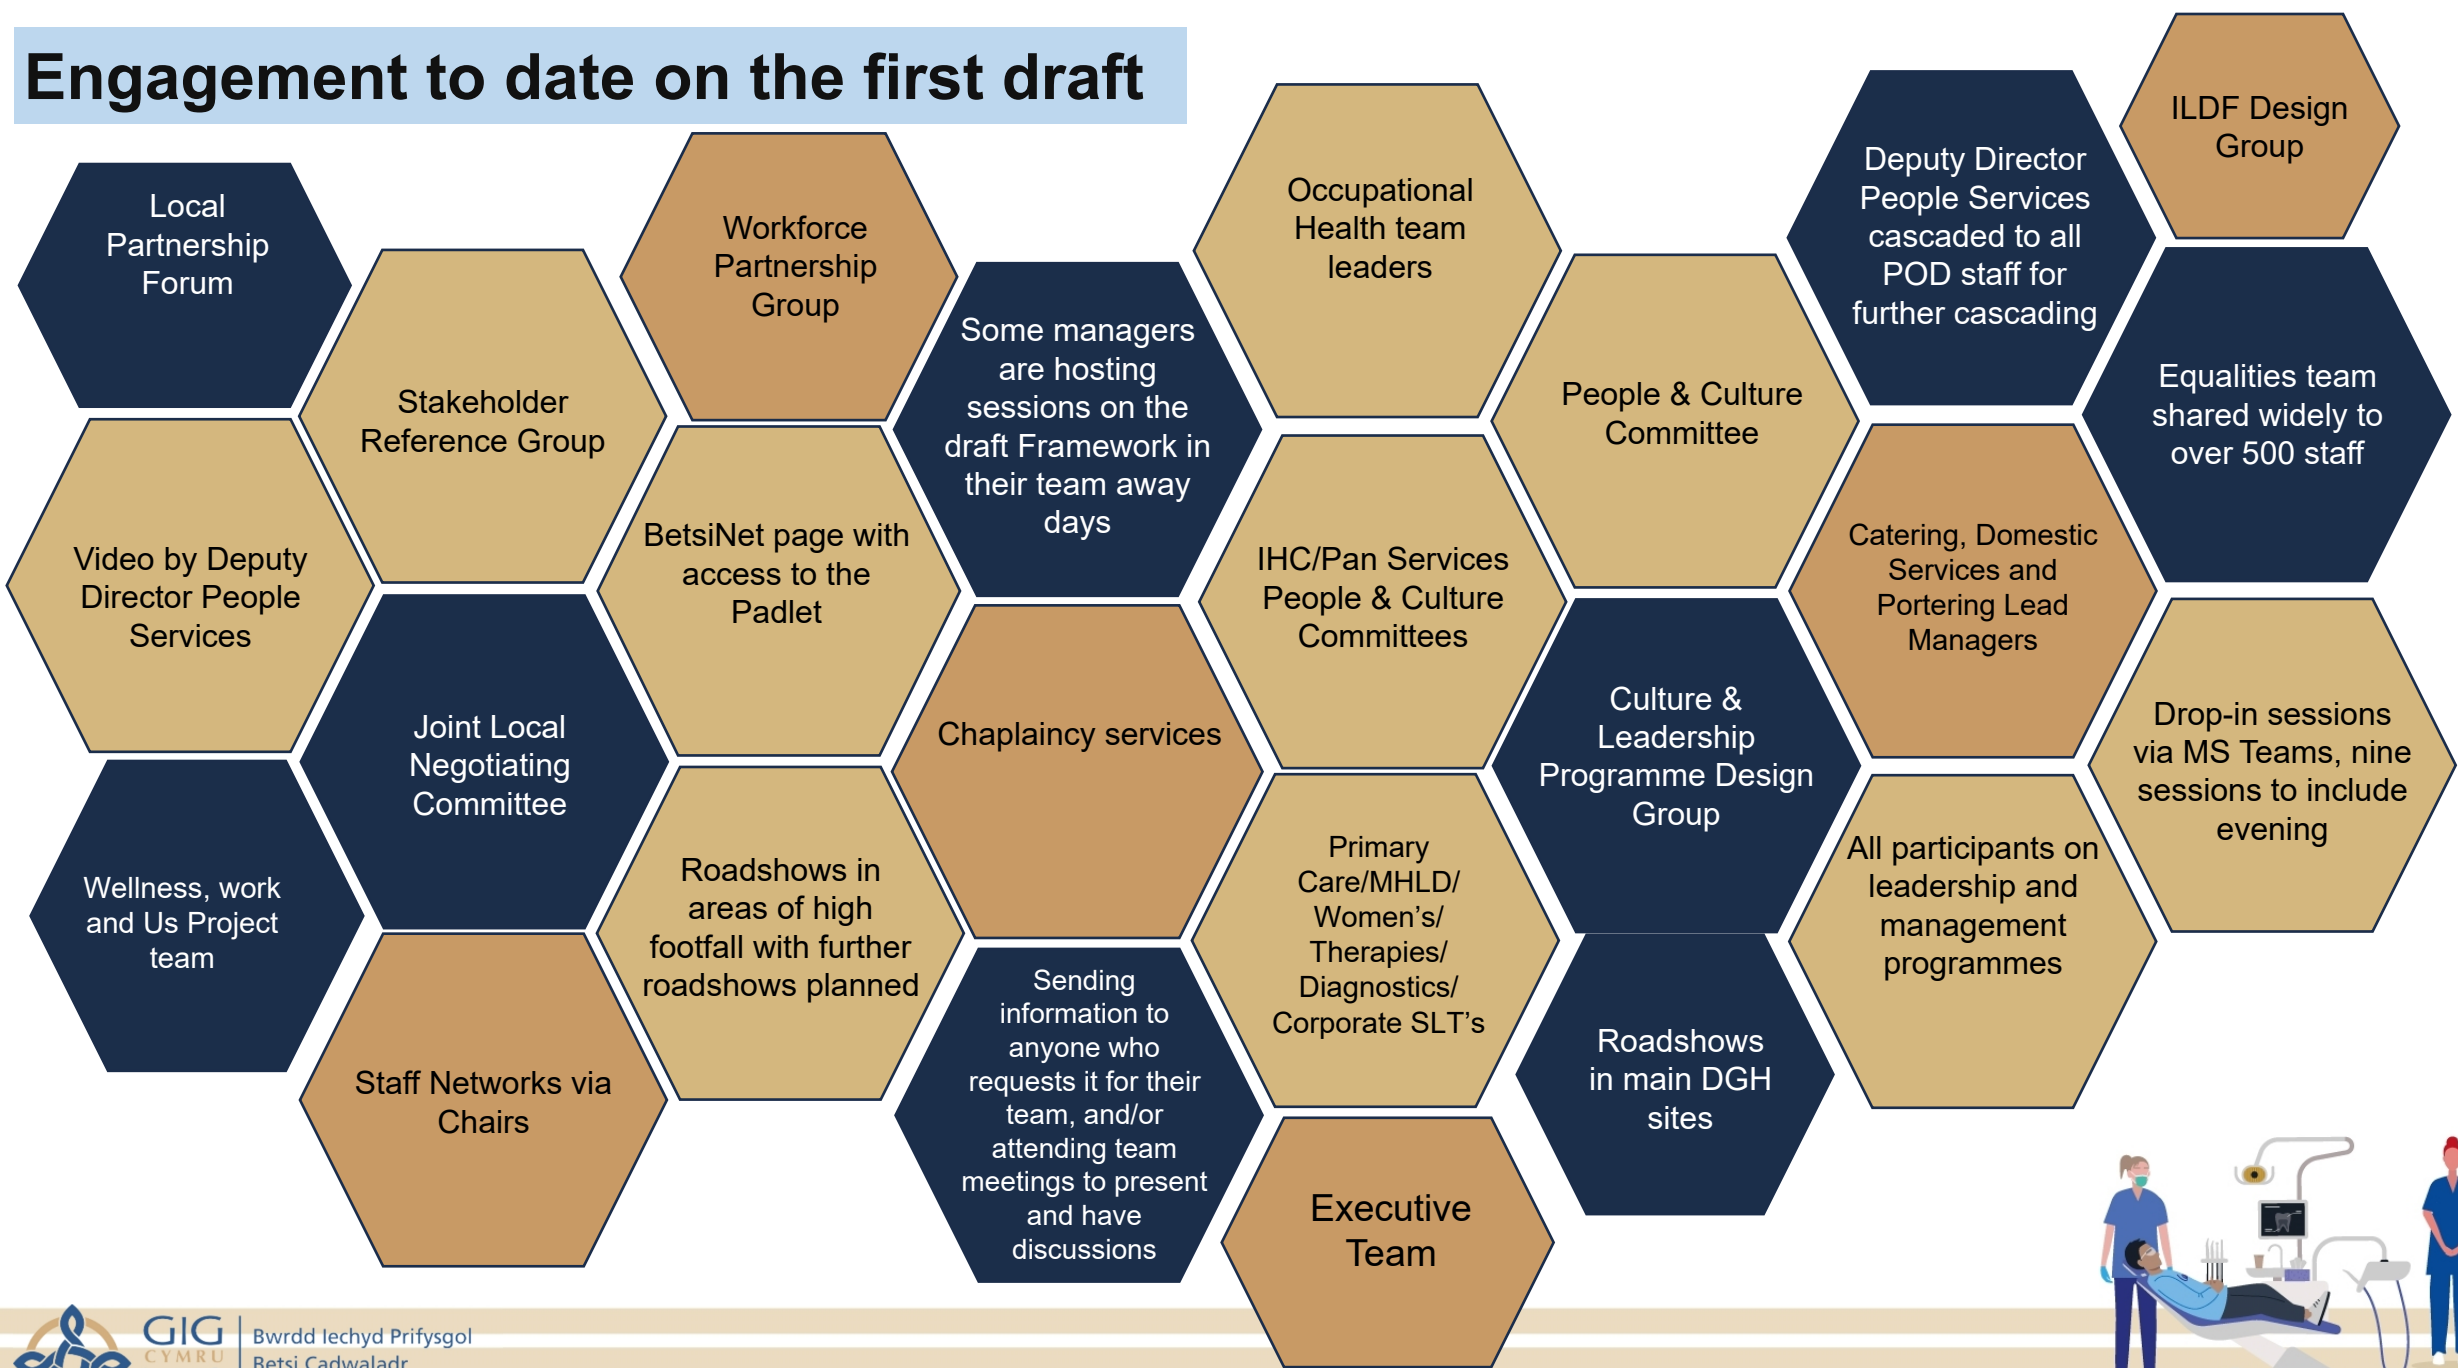 Engagement to date on the first draft
Local
Partnership
Forum
Video by Deputy
Director People
Services
Wellness, work
and Us Project
team
Stakeholder
Reference Group
Joint Local
Negotiating
Committee
Staff Networks via
Chairs
Workforce
Partnership
Group
BetsiNet page with
access to the
Padlet
Roadshows in
areas of high
footfall with further
roadshows planned
Some managers
are hosting
sessions on the
draft Framework in
their team away
days
Chaplaincy services
Sending
information to
anyone who
requests it for their
team, and/or
attending team
meetings to present
and have
discussions
Occupational
Health team
leaders
IHC/Pan Services
People & Culture
Committees
Primary
Care/MHLD/
Women’s/
Therapies/
Diagnostics/
Corporate SLT’s
Executive
Team
People & Culture
Committee
Culture &
Leadership
Programme Design
Group
Roadshows
in main DGH
sites
Deputy Director
People Services
cascaded to all
POD staff for
further cascading
Catering, Domestic
Services and
Portering Lead
Managers
All participants on
leadership and
management
programmes
ILDF Design
Group
Equalities team
shared widely to
over 500 staff
Drop-in sessions
via MS Teams, nine
sessions to include
evening
GIG
CYMRU
Bwrdd Iechyd Prifysgol
Betsi Cadwaladr